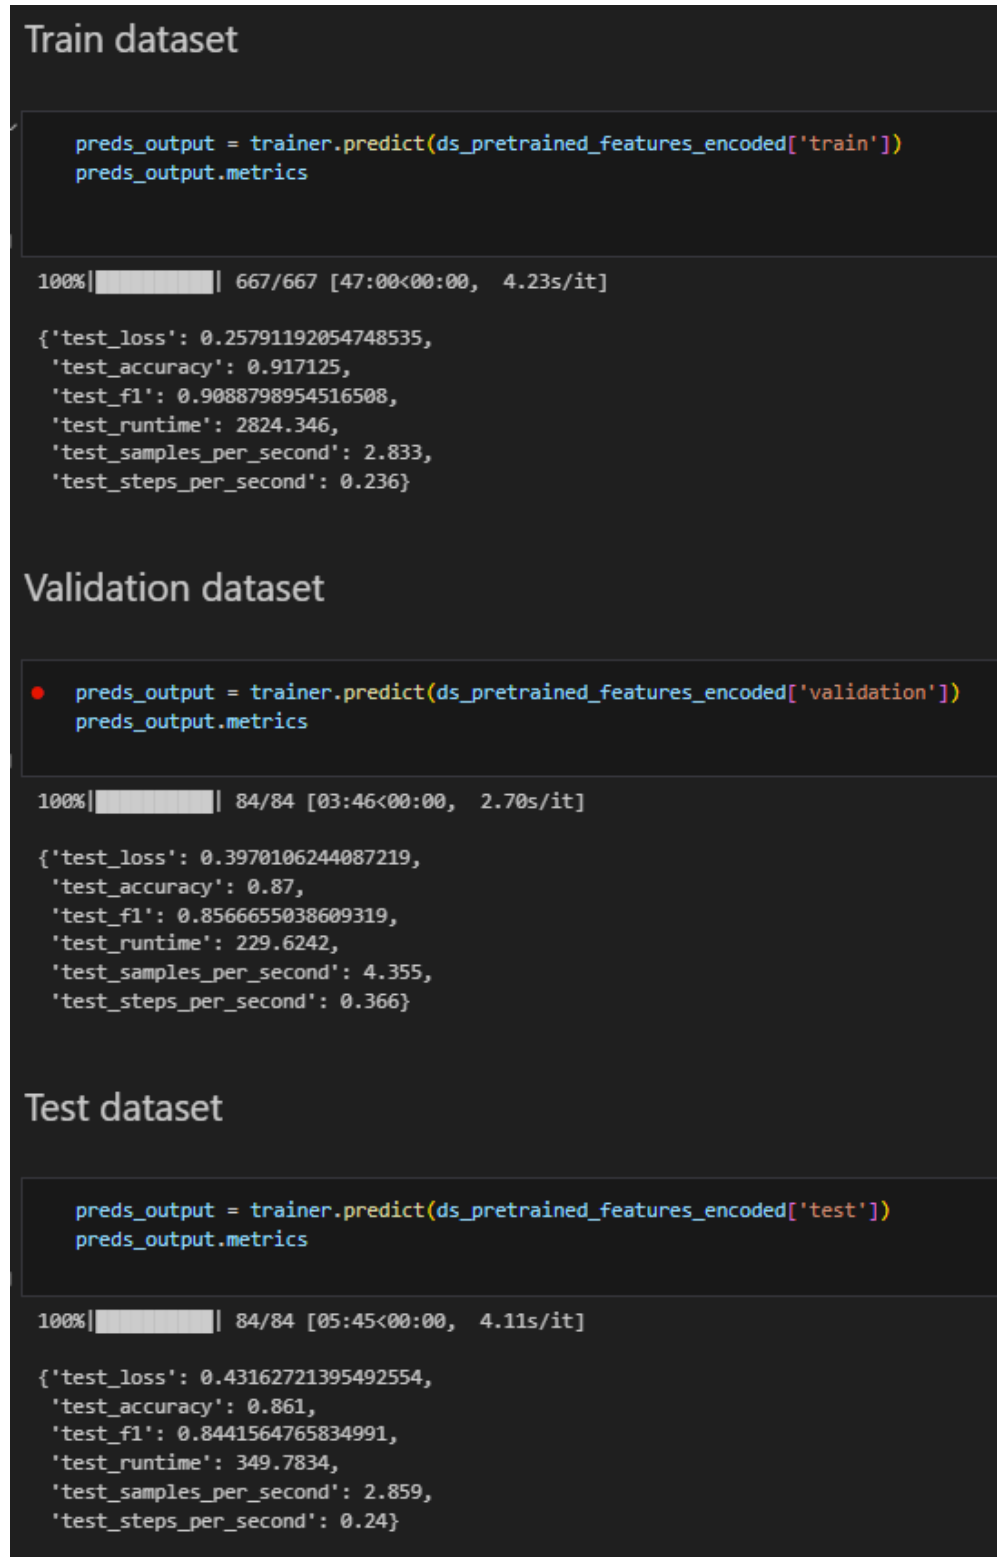 Train dataset
preds_output = trainer.predict(ds_pretrained_features_encoded['train'])
preds_output.metrics
100%|██████████| 667/667 [47:00<00:00,  4.23s/it]
{'test_loss': 0.25791192054748535,
 'test_accuracy': 0.917125,
 'test_f1': 0.9088798954516508,
 'test_runtime': 2824.346,
 'test_samples_per_second': 2.833,
 'test_steps_per_second': 0.236}
Validation dataset
preds_output = trainer.predict(ds_pretrained_features_encoded['validation'])
preds_output.metrics
100%|██████████| 84/84 [03:46<00:00,  2.70s/it]
{'test_loss': 0.3970106244087219,
 'test_accuracy': 0.87,
 'test_f1': 0.8566655038609319,
 'test_runtime': 229.6242,
 'test_samples_per_second': 4.355,
 'test_steps_per_second': 0.366}
Test dataset
preds_output = trainer.predict(ds_pretrained_features_encoded['test'])
preds_output.metrics
100%|██████████| 84/84 [05:45<00:00,  4.11s/it]
{'test_loss': 0.43162721395492554,
 'test_accuracy': 0.861,
 'test_f1': 0.8441564765834991,
 'test_runtime': 349.7834,
 'test_samples_per_second': 2.859,
 'test_steps_per_second': 0.24}